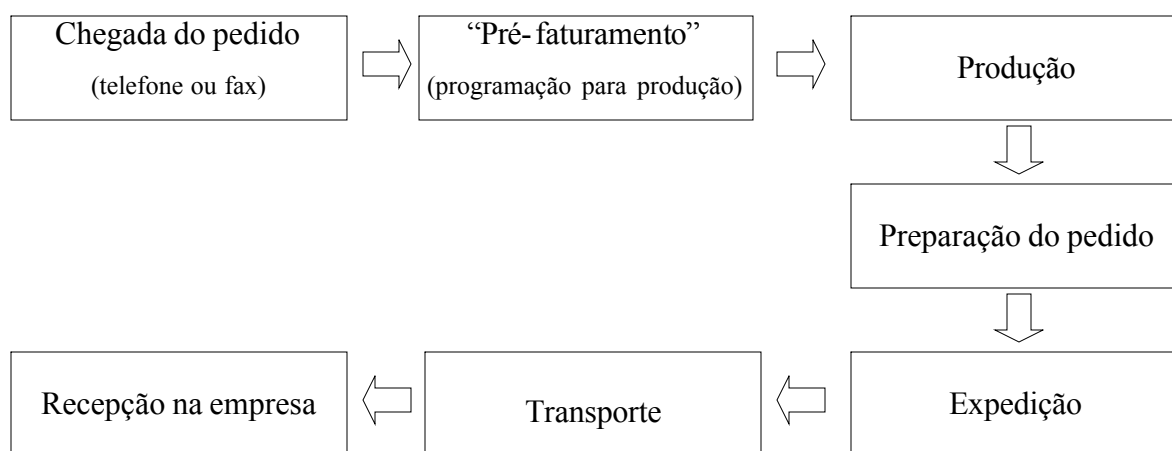 Chegada do pedido
(telefone ou fax)
“Pré-faturamento”
(programação para produção)
Produção
Preparação do pedido
Expedição
Transporte
Recepção na empresa